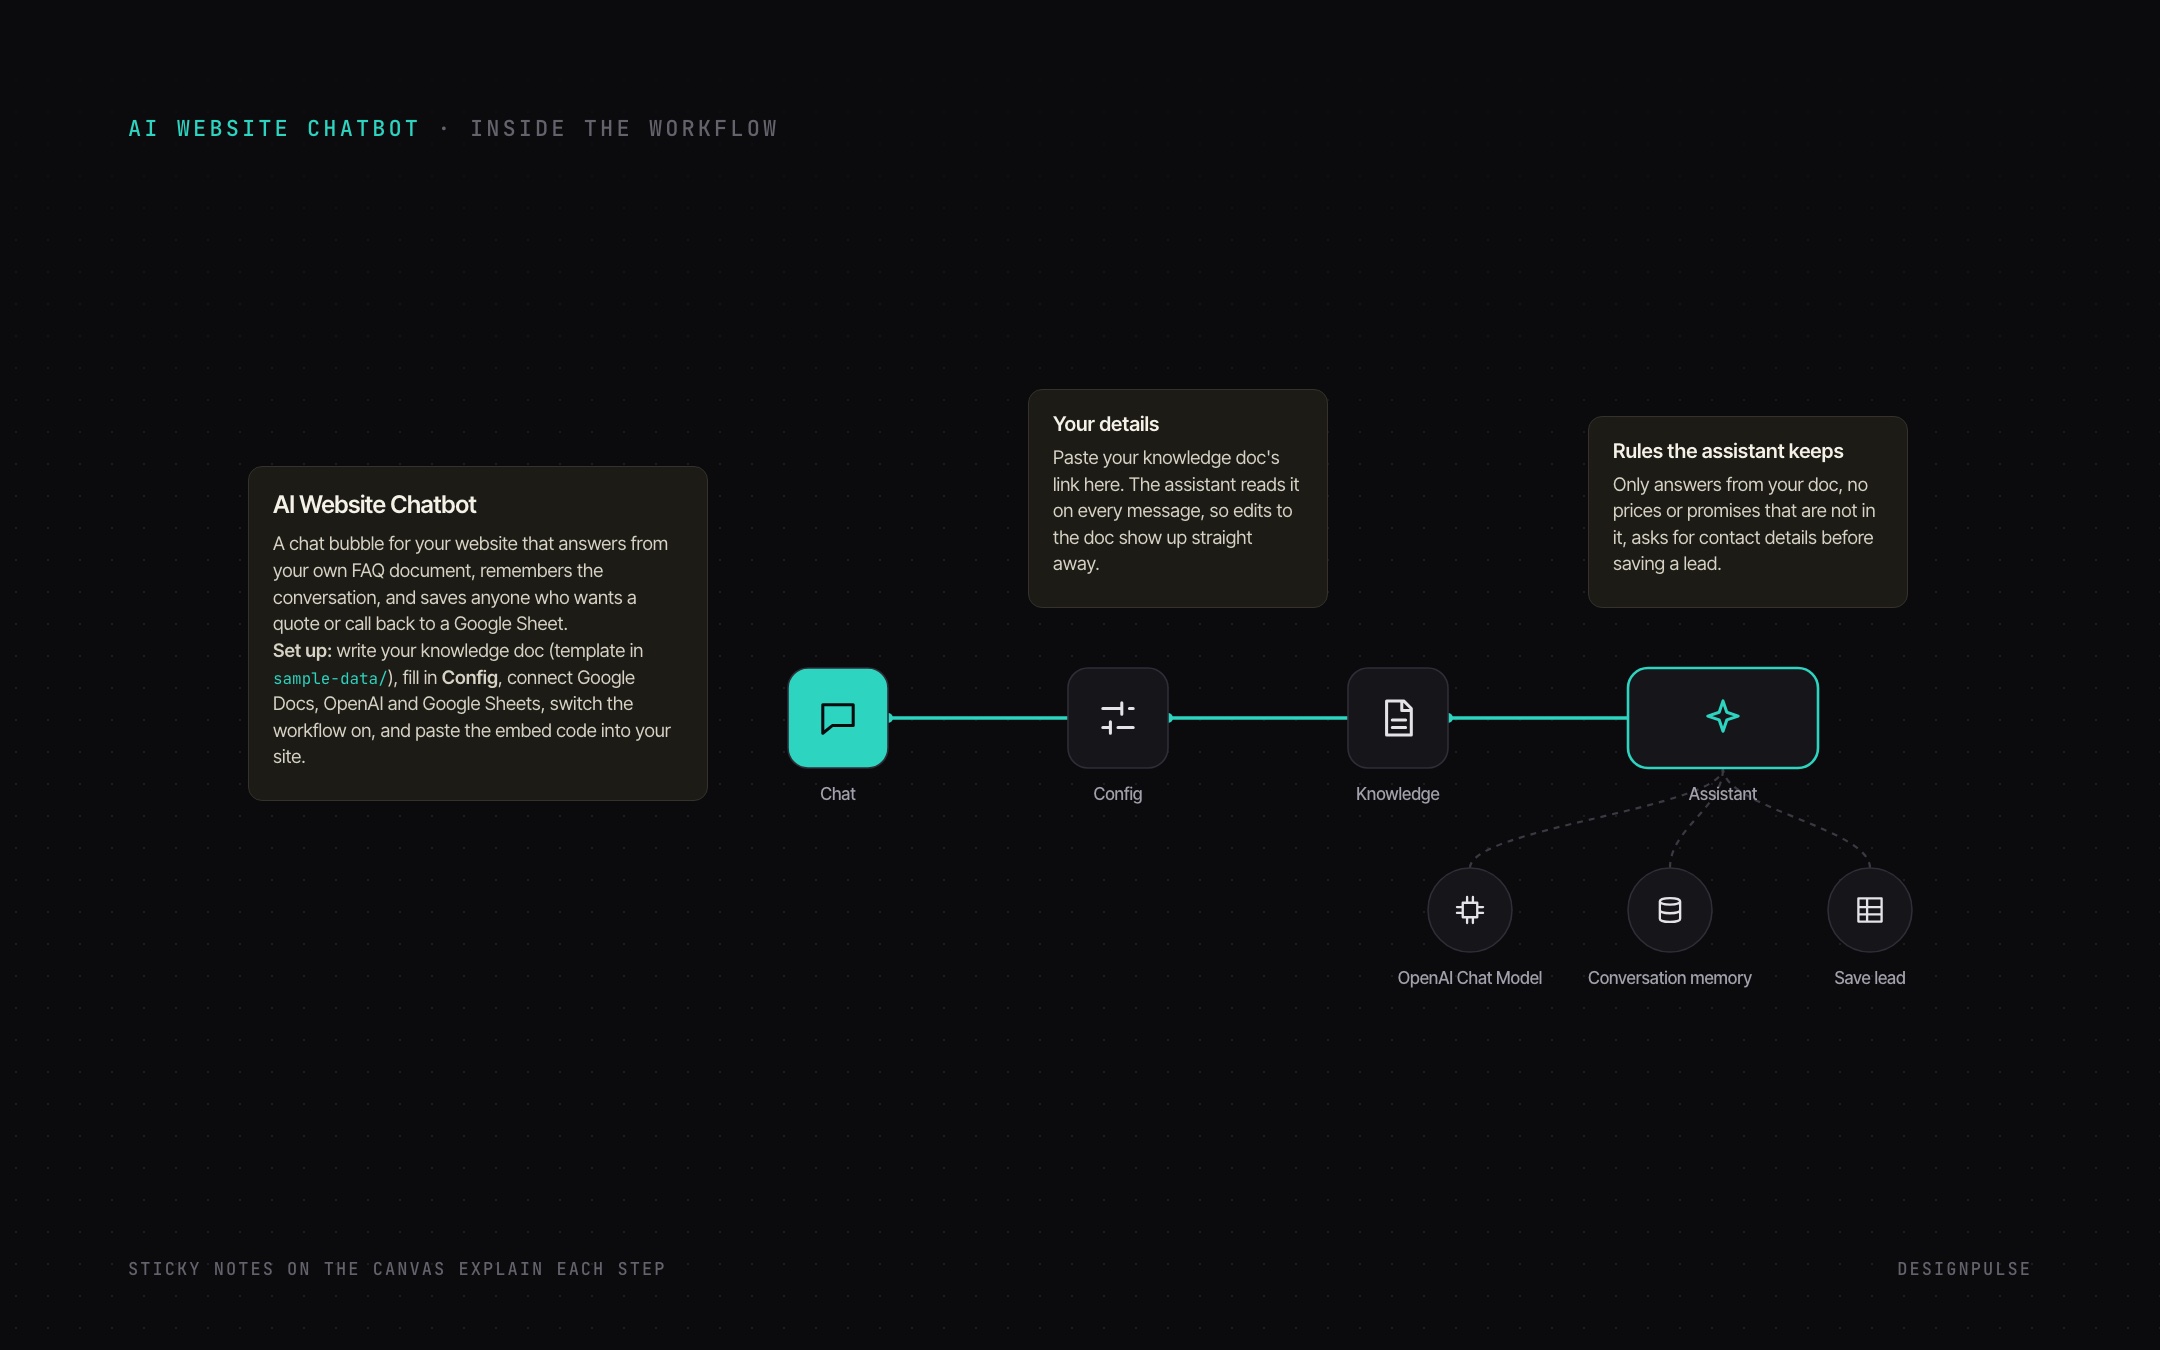 AI WEBSITE CHATBOT · INSIDE THE WORKFLOW
AI Website Chatbot
A chat bubble for your website that answers from
your own FAQ document, remembers the
conversation, and saves anyone who wants a
quote or call back to a Google Sheet.
Set up: write your knowledge doc (template in
sample-data/), fill in Config, connect Google
Docs, OpenAI and Google Sheets, switch the
workflow on, and paste the embed code into your
site.
Your details
Paste your knowledge doc's
link here. The assistant reads it
on every message, so edits to
the doc show up straight
away.
Rules the assistant keeps
Only answers from your doc, no
prices or promises that are not in
it, asks for contact details before
saving a lead.
Chat
Config
Knowledge
Assistant
OpenAI Chat Model
Conversation memory
Save lead
STICKY NOTES ON THE CANVAS EXPLAIN EACH STEP
DESIGNPULSE